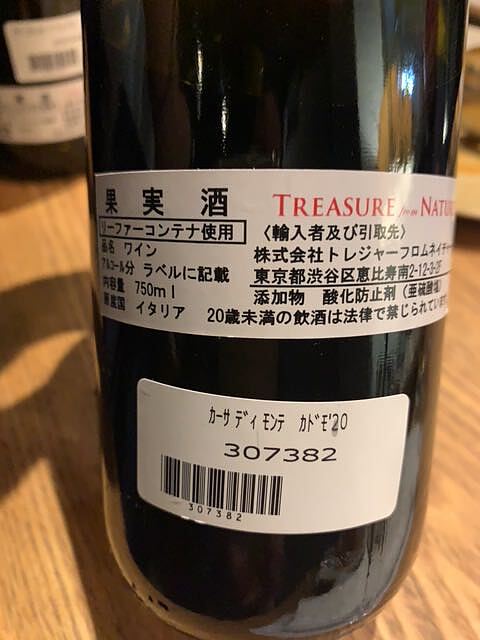 果実酒
TREASURE from NATURE
リーファーコンテナ使用
〈輸入者及び引取先〉
品名 ワイン
株式会社トレジャーフロムネイチャー
アルコール分 ラベルに記載
東京都渋谷区恵比寿南2-12-3-2F
内容量 750ml
添加物 酸化防止剤(亜硫酸塩)
原産国 イタリア
20歳未満の飲酒は法律で禁じられています
カーサ ディ モンテ カドモ'20
307382
307382